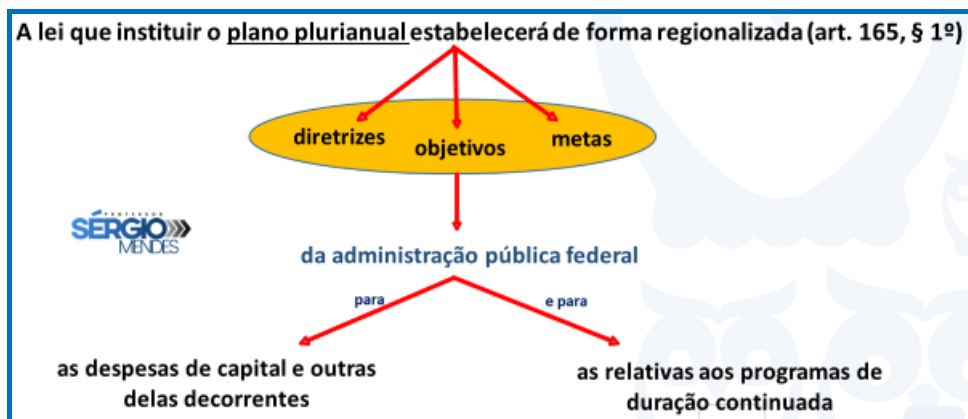 A lei que instituir o plano plurianual estabelecerá de forma regionalizada (art. 165, § 1º)
diretrizes
objetivos
metas
PROFESSOR
SÉRGIO
MENDES
da administração pública federal
para
e para
as despesas de capital e outras
delas decorrentes
as relativas aos programas de
duração continuada